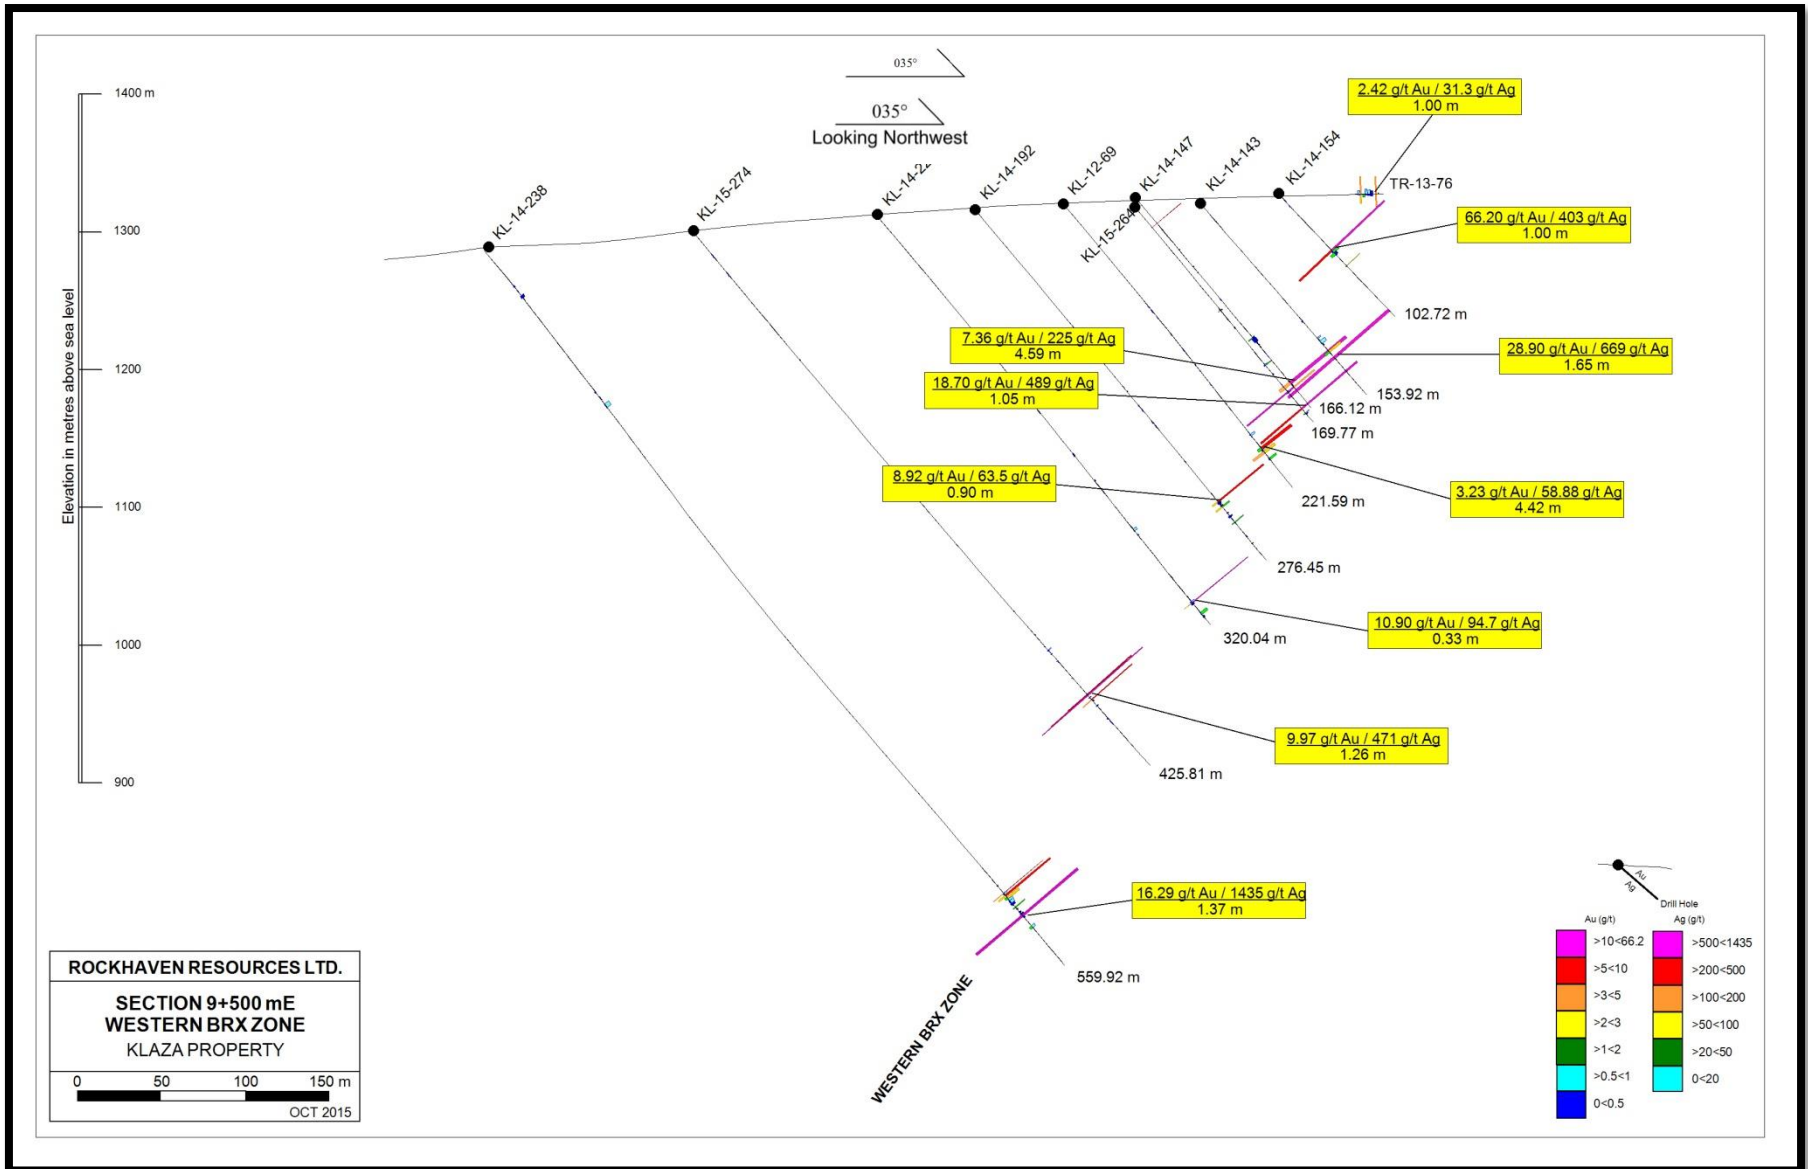 035°
035°
Looking Northwest
1400 m
1300
1200
1100
1000
900
Elevation in metres above sea level
KL-14-238
KL-15-274
KL-14-192
KL-12-69
KL-14-147
KL-15-264
KL-14-143
KL-14-154
TR-13-76
2.42 g/t Au / 31.3 g/t Ag
1.00 m
66.20 g/t Au / 403 g/t Ag
1.00 m
102.72 m
7.36 g/t Au / 225 g/t Ag
4.59 m
28.90 g/t Au / 669 g/t Ag
1.65 m
18.70 g/t Au / 489 g/t Ag
1.05 m
153.92 m
166.12 m
169.77 m
8.92 g/t Au / 63.5 g/t Ag
0.90 m
3.23 g/t Au / 58.88 g/t Ag
4.42 m
221.59 m
276.45 m
10.90 g/t Au / 94.7 g/t Ag
0.33 m
320.04 m
9.97 g/t Au / 471 g/t Ag
1.26 m
425.81 m
16.29 g/t Au / 1435 g/t Ag
1.37 m
559.92 m
WESTERN BRX ZONE
ROCKHAVEN RESOURCES LTD.
SECTION 9+500 mE
WESTERN BRX ZONE
KLAZA PROPERTY
0 50 100 150 m
OCT 2015
Au
Ag
Drill Hole
Au (g/t) Ag (g/t)
>10<66.2 >500<1435
>5<10 >200<500
>3<5 >100<200
>2<3 >50<100
>1<2 >20<50
>0.5<1 0<20
0<0.5